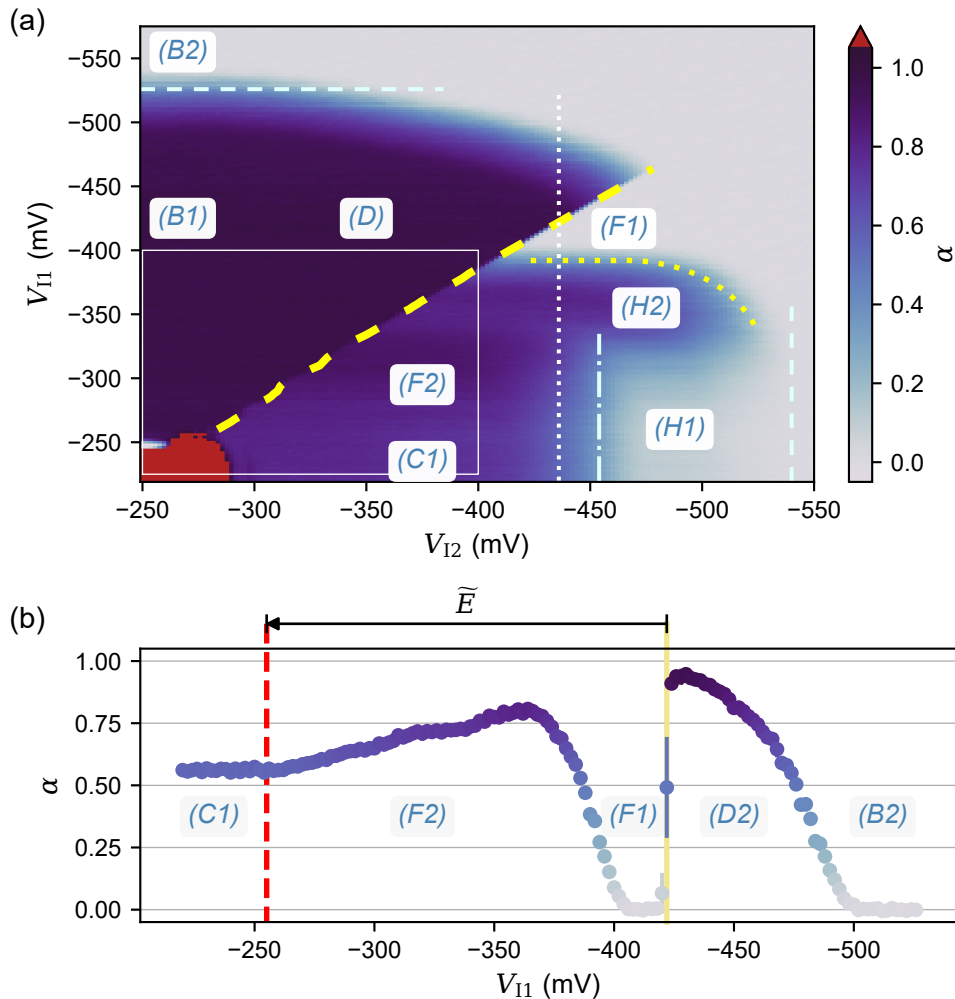 (a)
(B2)
(B1)
(D)
(F1)
(H2)
(F2)
(H1)
(C1)
−550
−500
−450
−400
−350
−300
−250
V_I1 (mV)
−250 −300 −350 −400 −450 −500 −550
V_I2 (mV)
1.0
0.8
0.6
0.4
0.2
0.0
α
(b)
Ẽ
1.00
0.75
0.50
0.25
0.00
α
(C1) (F2) (F1) (D2) (B2)
−250 −300 −350 −400 −450 −500
V_I1 (mV)